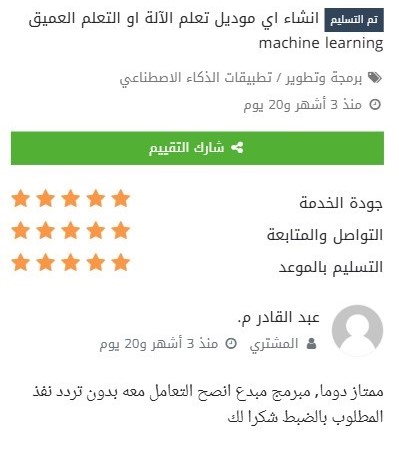 تم التسليم انشاء اي موديل تعلم الآلة او التعلم العميق
machine learning
برمجة وتطوير / تطبيقات الذكاء الاصطناعي
منذ 3 أشهر و20 يوم
شارك التقييم
جودة الخدمة
التواصل والمتابعة
التسليم بالموعد
عبد القادر م.
المشتري منذ 3 أشهر و20 يوم
ممتاز دوما, مبرمج مبدع انصح التعامل معه بدون تردد نفذ
المطلوب بالضبط شكرا لك